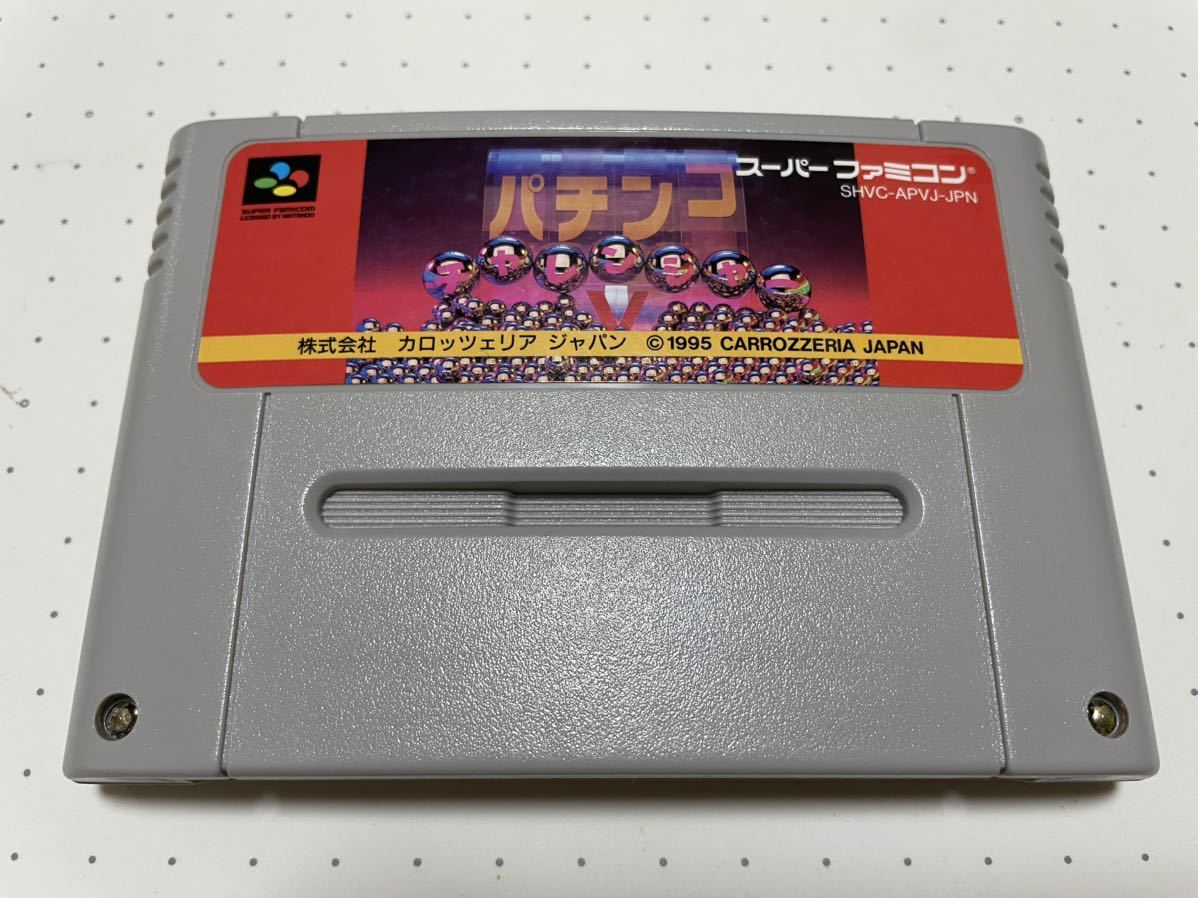 SUPER FAMICOM
LICENSED BY NINTENDO
スーパーファミコン®
SHVC-APVJ-JPN
パチンコ
チャレンジャー
株式会社 カロッツェリア ジャパン ©1995 CARROZZERIA JAPAN